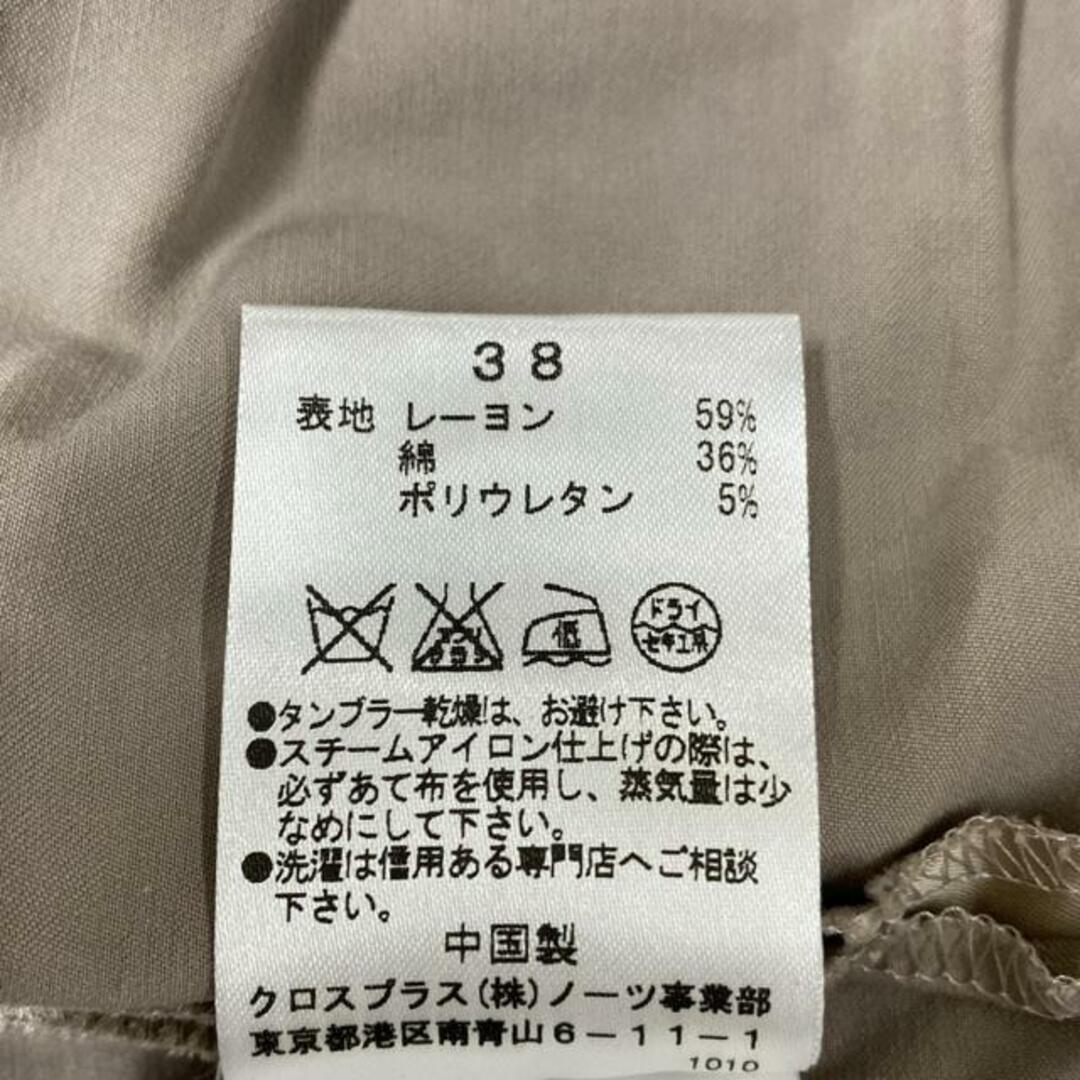 38
表地 レーヨン 59%
綿 36%
ポリウレタン 5%
エンソ サラシ 低 ドライ
セキユ系
●タンブラー乾燥は、お避け下さい。
●スチームアイロン仕上げの際は、
必ずあて布を使用し、蒸気量は少
なめにして下さい。
●洗濯は信用ある専門店へご相談
下さい。
中国製
クロスプラス(株)ノーツ事業部
東京都港区南青山6-11-1
1010